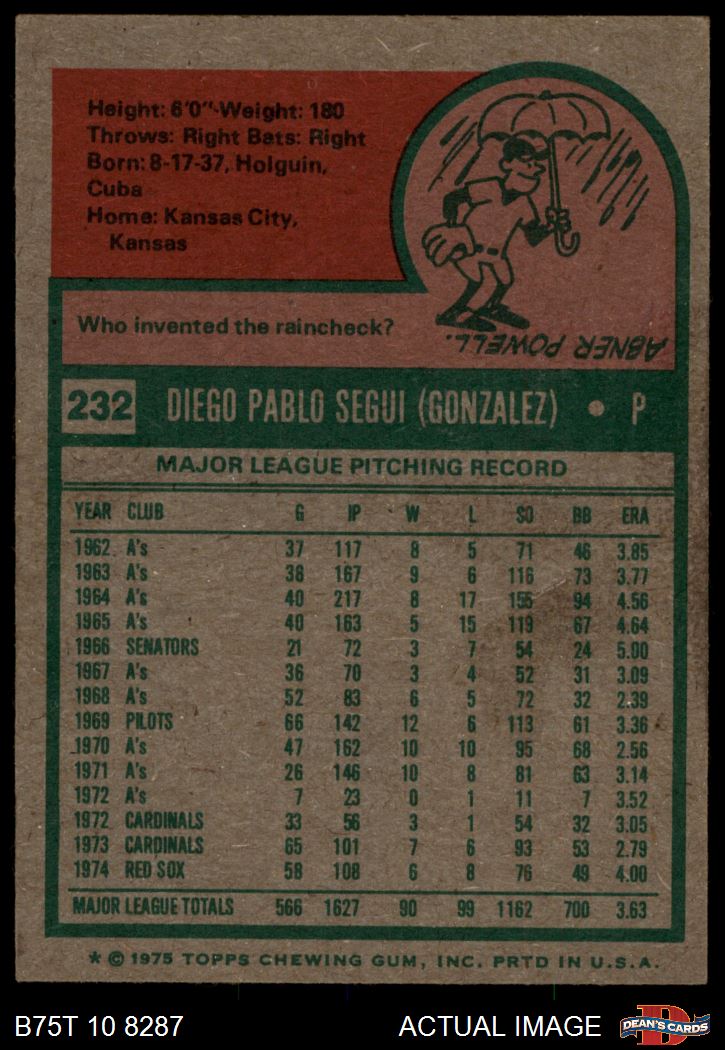 Height: 6'0" Weight: 180
Throws: Right Bats: Right
Born: 8-17-37, Holguin,
Cuba
Home: Kansas City,
Kansas
Who invented the raincheck?
ABNER POWELL.
232 DIEGO PABLO SEGUI (GONZALEZ) • P
MAJOR LEAGUE PITCHING RECORD
YEAR CLUB G IP W L SO BB ERA
1962 A's 37 117 8 5 71 46 3.85
1963 A's 38 167 9 6 116 73 3.77
1964 A's 40 217 8 17 155 94 4.56
1965 A's 40 163 5 15 119 67 4.64
1966 SENATORS 21 72 3 7 54 24 5.00
1967 A's 36 70 3 4 52 31 3.09
1968 A's 52 83 6 5 72 32 2.39
1969 PILOTS 66 142 12 6 113 61 3.36
1970 A's 47 162 10 10 95 68 2.56
1971 A's 26 146 10 8 81 63 3.14
1972 A's 7 23 0 1 11 7 3.52
1972 CARDINALS 33 56 3 1 54 32 3.05
1973 CARDINALS 65 101 7 6 93 53 2.79
1974 RED SOX 58 108 6 8 76 49 4.00
MAJOR LEAGUE TOTALS 566 1627 90 99 1162 700 3.63
* © 1975 TOPPS CHEWING GUM, INC. PRTD IN U.S.A.
B75T 10 8287 ACTUAL IMAGE DEAN'S CARDS